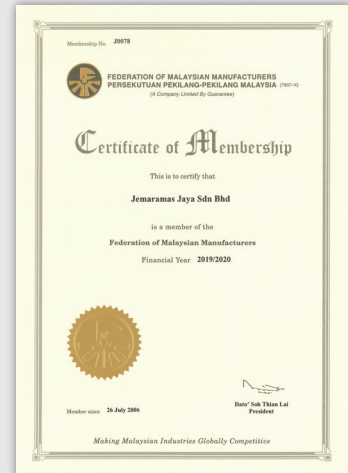 Membership No. J0078
FEDERATION OF MALAYSIAN MANUFACTURERS
PERSEKUTUAN PEKILANG-PEKILANG MALAYSIA (7907-X)
(A Company Limited By Guarantee)
Certificate of Membership
This is to certify that
Jemaramas Jaya Sdn Bhd
is a member of the
Federation of Malaysian Manufacturers
Financial Year 2019/2020
Member since 26 July 2006
Dato' Soh Thian Lai
President
Making Malaysian Industries Globally Competitive